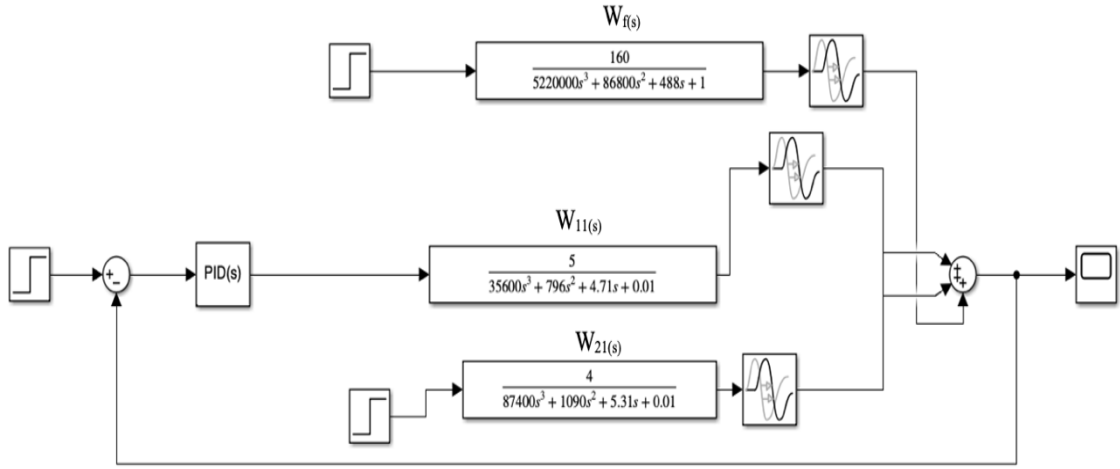 Wf(s)
160
5220000s³ + 86800s² + 488s + 1
W11(s)
5
35600s³ + 796s² + 4.71s + 0.01
+
−
PID(s)
+
+
+
W21(s)
4
87400s³ + 1090s² + 5.31s + 0.01